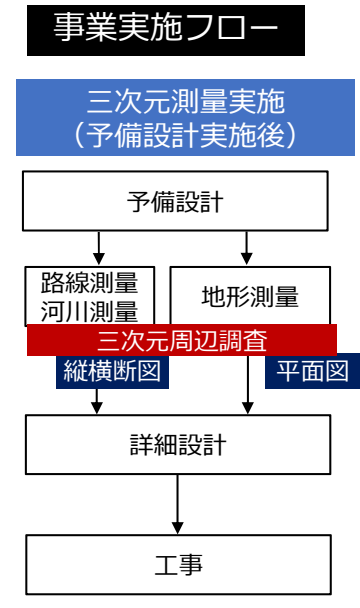 事業実施フロー
三次元測量実施
（予備設計実施後）
予備設計
路線測量
河川測量
地形測量
三次元周辺調査
縦横断図
平面図
詳細設計
工事